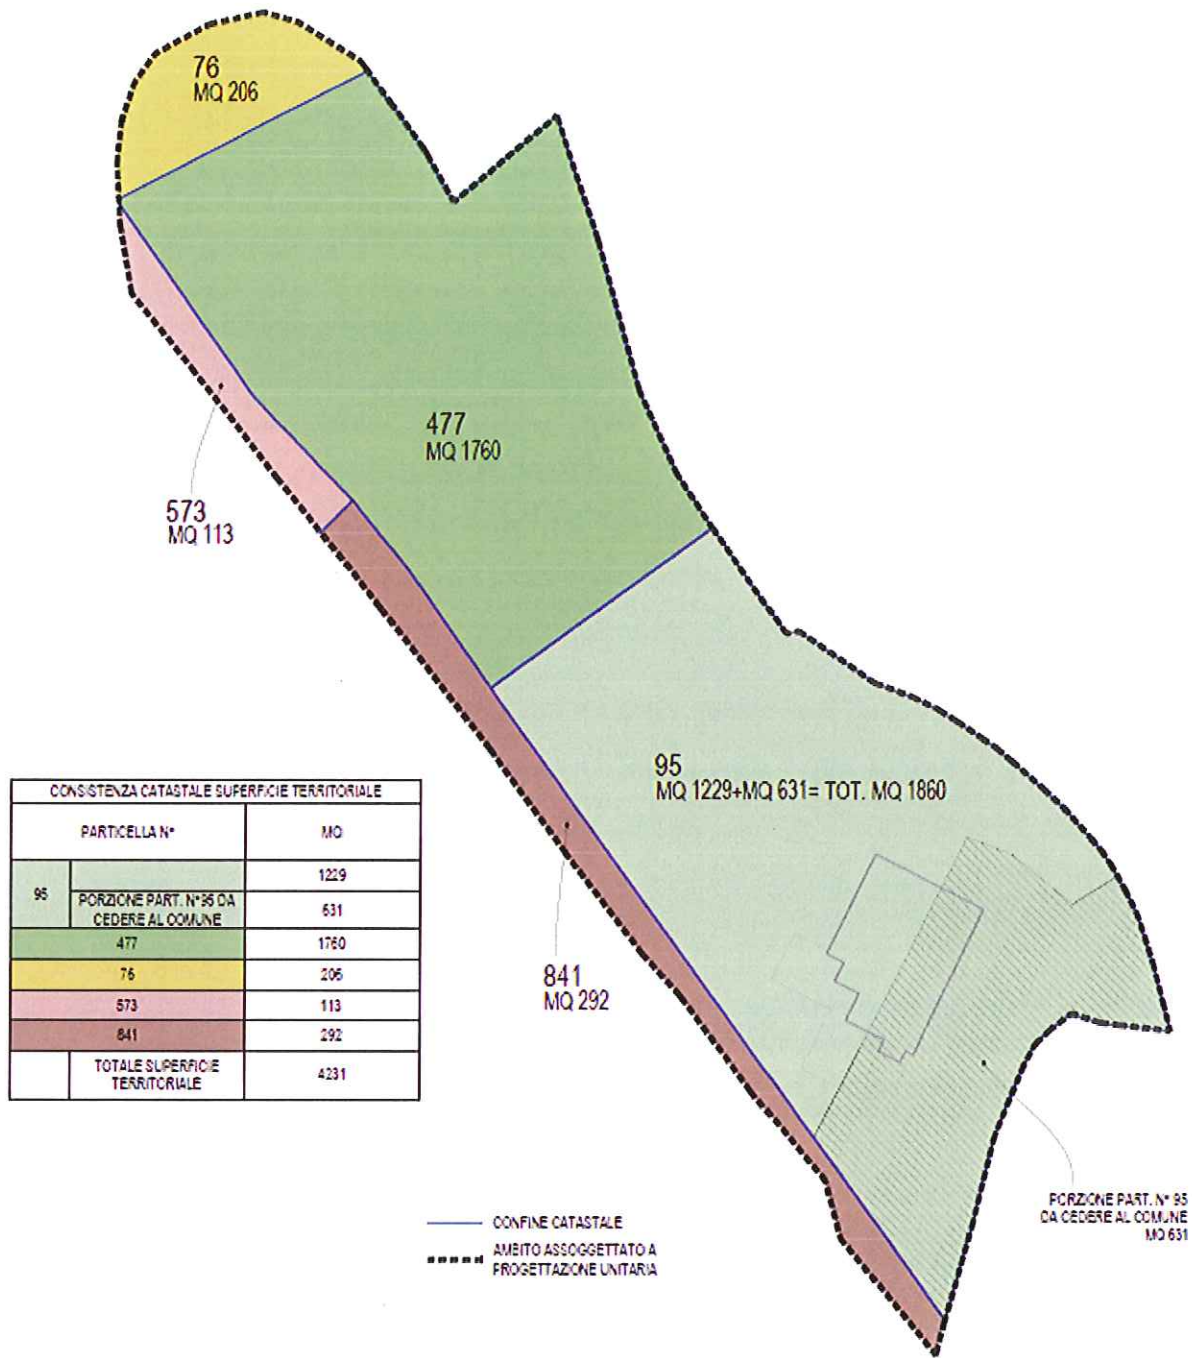 76
MQ 206
477
MQ 1760
573
MQ 113
95
MQ 1229+MQ 631= TOT. MQ 1860
841
MQ 292
CONSISTENZA CATASTALE SUPERFICIE TERRITORIALE
PARTICELLA N° MQ
95 1229
PORZIONE PART. N°95 DA
CEDERE AL COMUNE 631
477 1760
76 206
573 113
841 292
TOTALE SUPERFICIE
TERRITORIALE 4231
PORZIONE PART. N° 95
DA CEDERE AL COMUNE
MQ 631
CONFINE CATASTALE
AMBITO ASSOGGETTATO A
PROGETTAZIONE UNITARIA